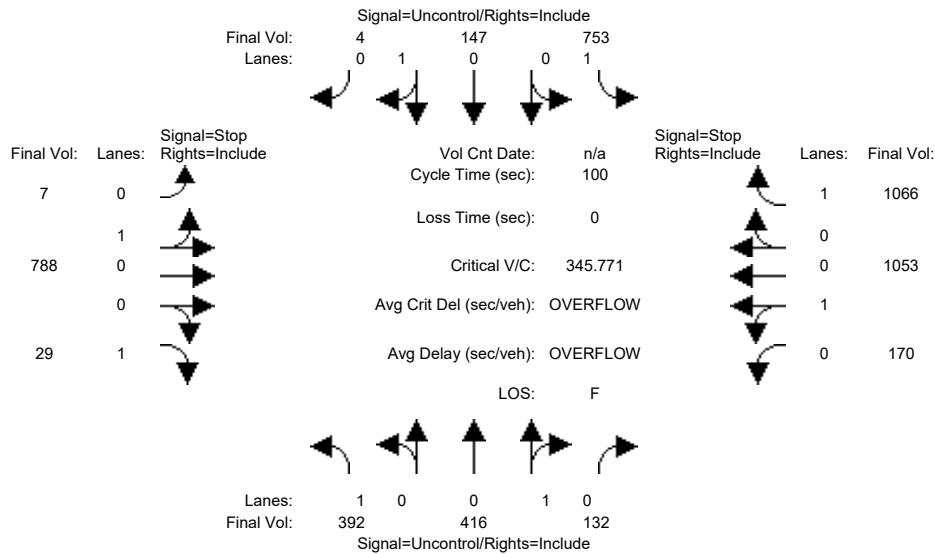 Signal=Uncontrol/Rights=Include
Final Vol: 4 147 753
Lanes: 0 1 0 0 1
Signal=Stop
Final Vol: Lanes: Rights=Include
Vol Cnt Date: n/a
Signal=Stop
Rights=Include Lanes: Final Vol:
Cycle Time (sec): 100
7 0
1 1066
Loss Time (sec): 0
1
0
788 0
Critical V/C: 345.771
0 1053
0
Avg Crit Del (sec/veh): OVERFLOW
1
29 1
Avg Delay (sec/veh): OVERFLOW
0 170
LOS: F
Lanes: 1 0 0 1 0
Final Vol: 392 416 132
Signal=Uncontrol/Rights=Include